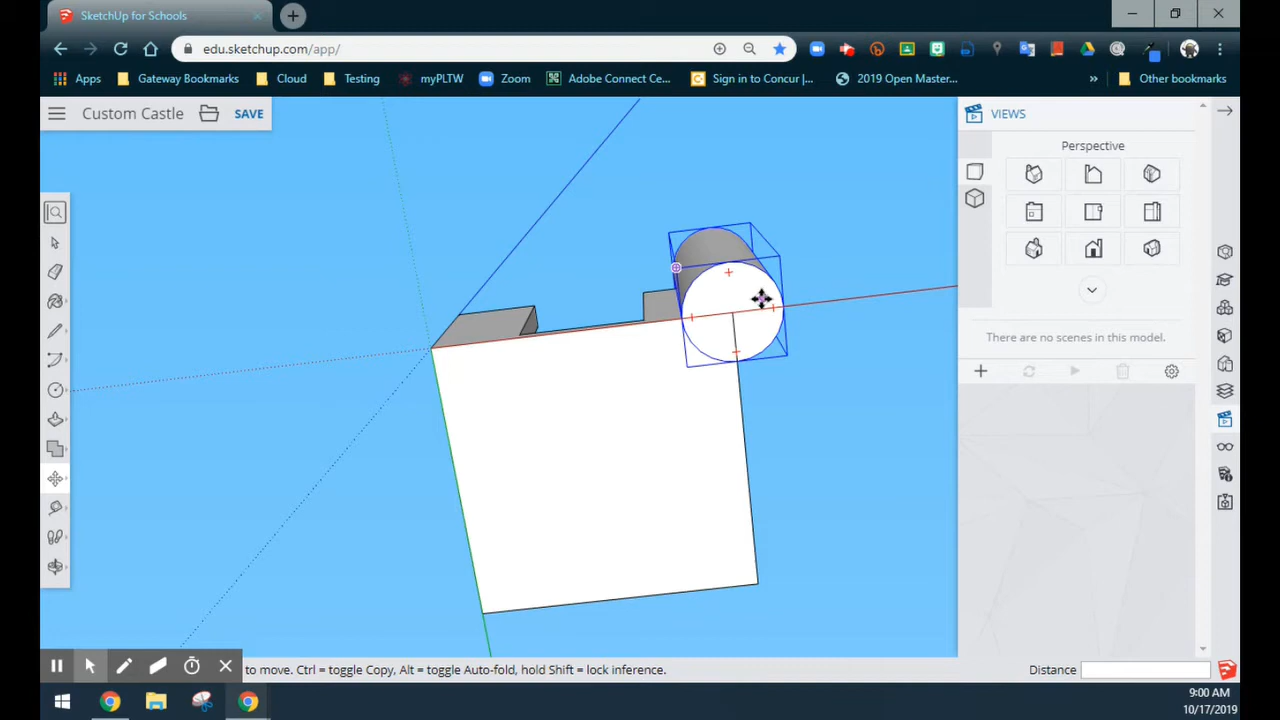 SketchUp for Schools
edu.sketchup.com/app/
Apps Gateway Bookmarks Cloud Testing myPLTW Zoom Adobe Connect Ce... Sign in to Concur |... 2019 Open Master... » Other bookmarks
Custom Castle SAVE
VIEWS
Perspective
There are no scenes in this model.
to move. Ctrl = toggle Copy, Alt = toggle Auto-fold, hold Shift = lock inference.
Distance
9:00 AM
10/17/2019